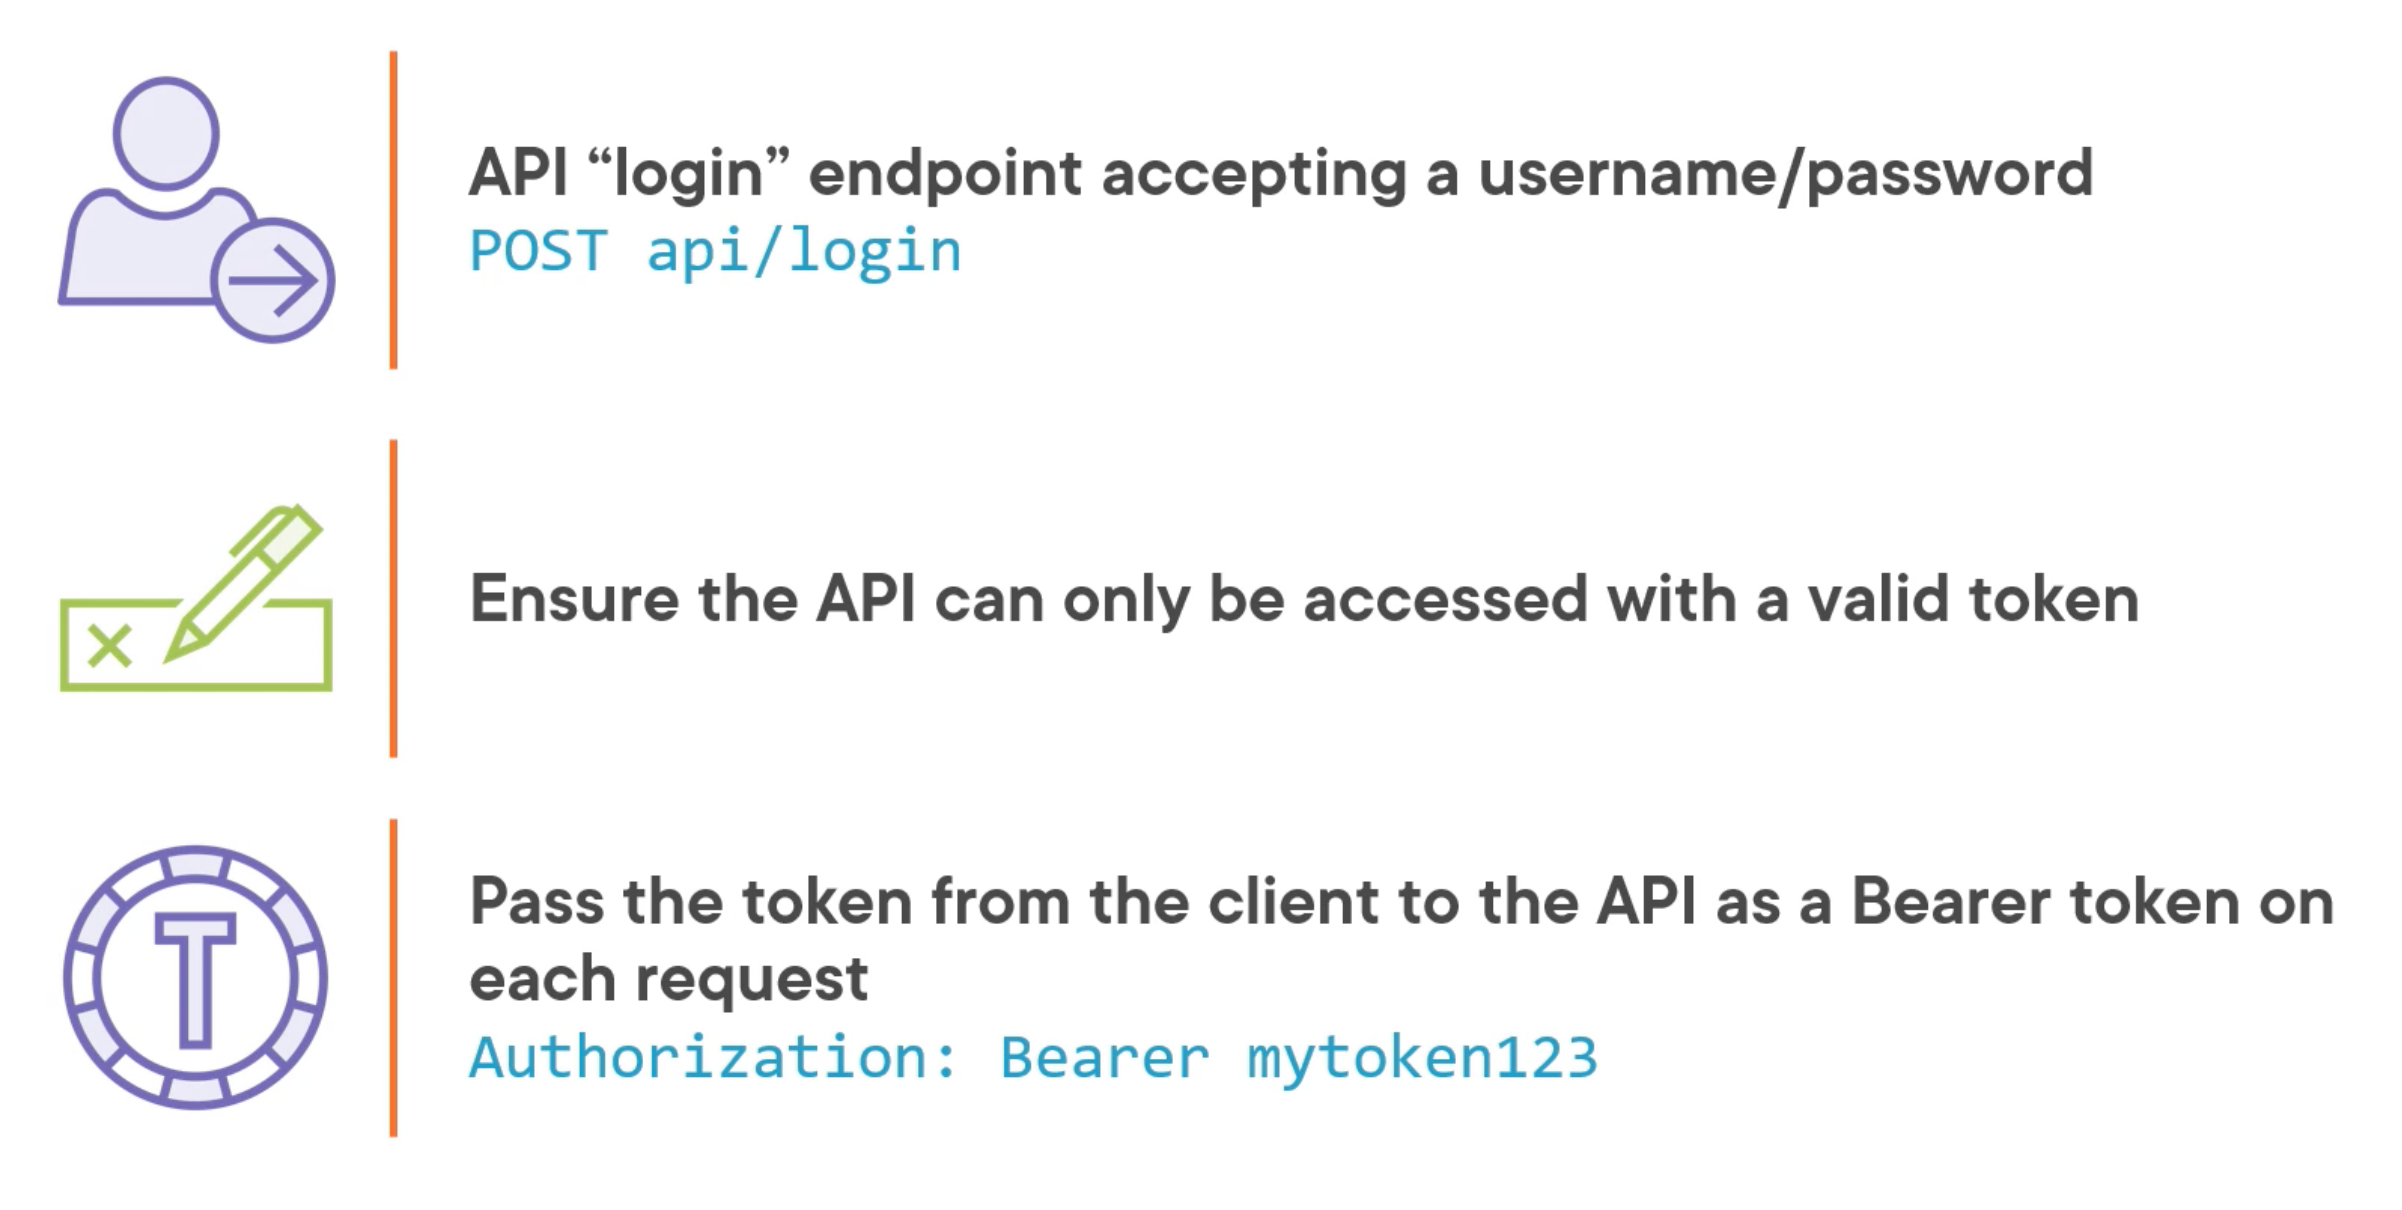 API “login” endpoint accepting a username/password
POST api/login
Ensure the API can only be accessed with a valid token
T
Pass the token from the client to the API as a Bearer token on
each request
Authorization: Bearer mytoken123